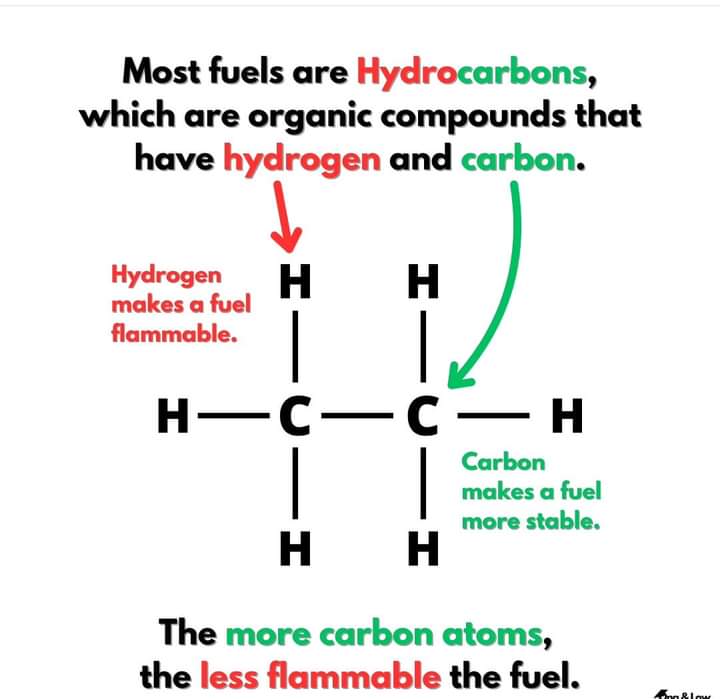 Most fuels are Hydrocarbons,
which are organic compounds that
have hydrogen and carbon.
Hydrogen
makes a fuel
flammable.
H H
H C C H
Carbon
makes a fuel
more stable.
H H
The more carbon atoms,
the less flammable the fuel.